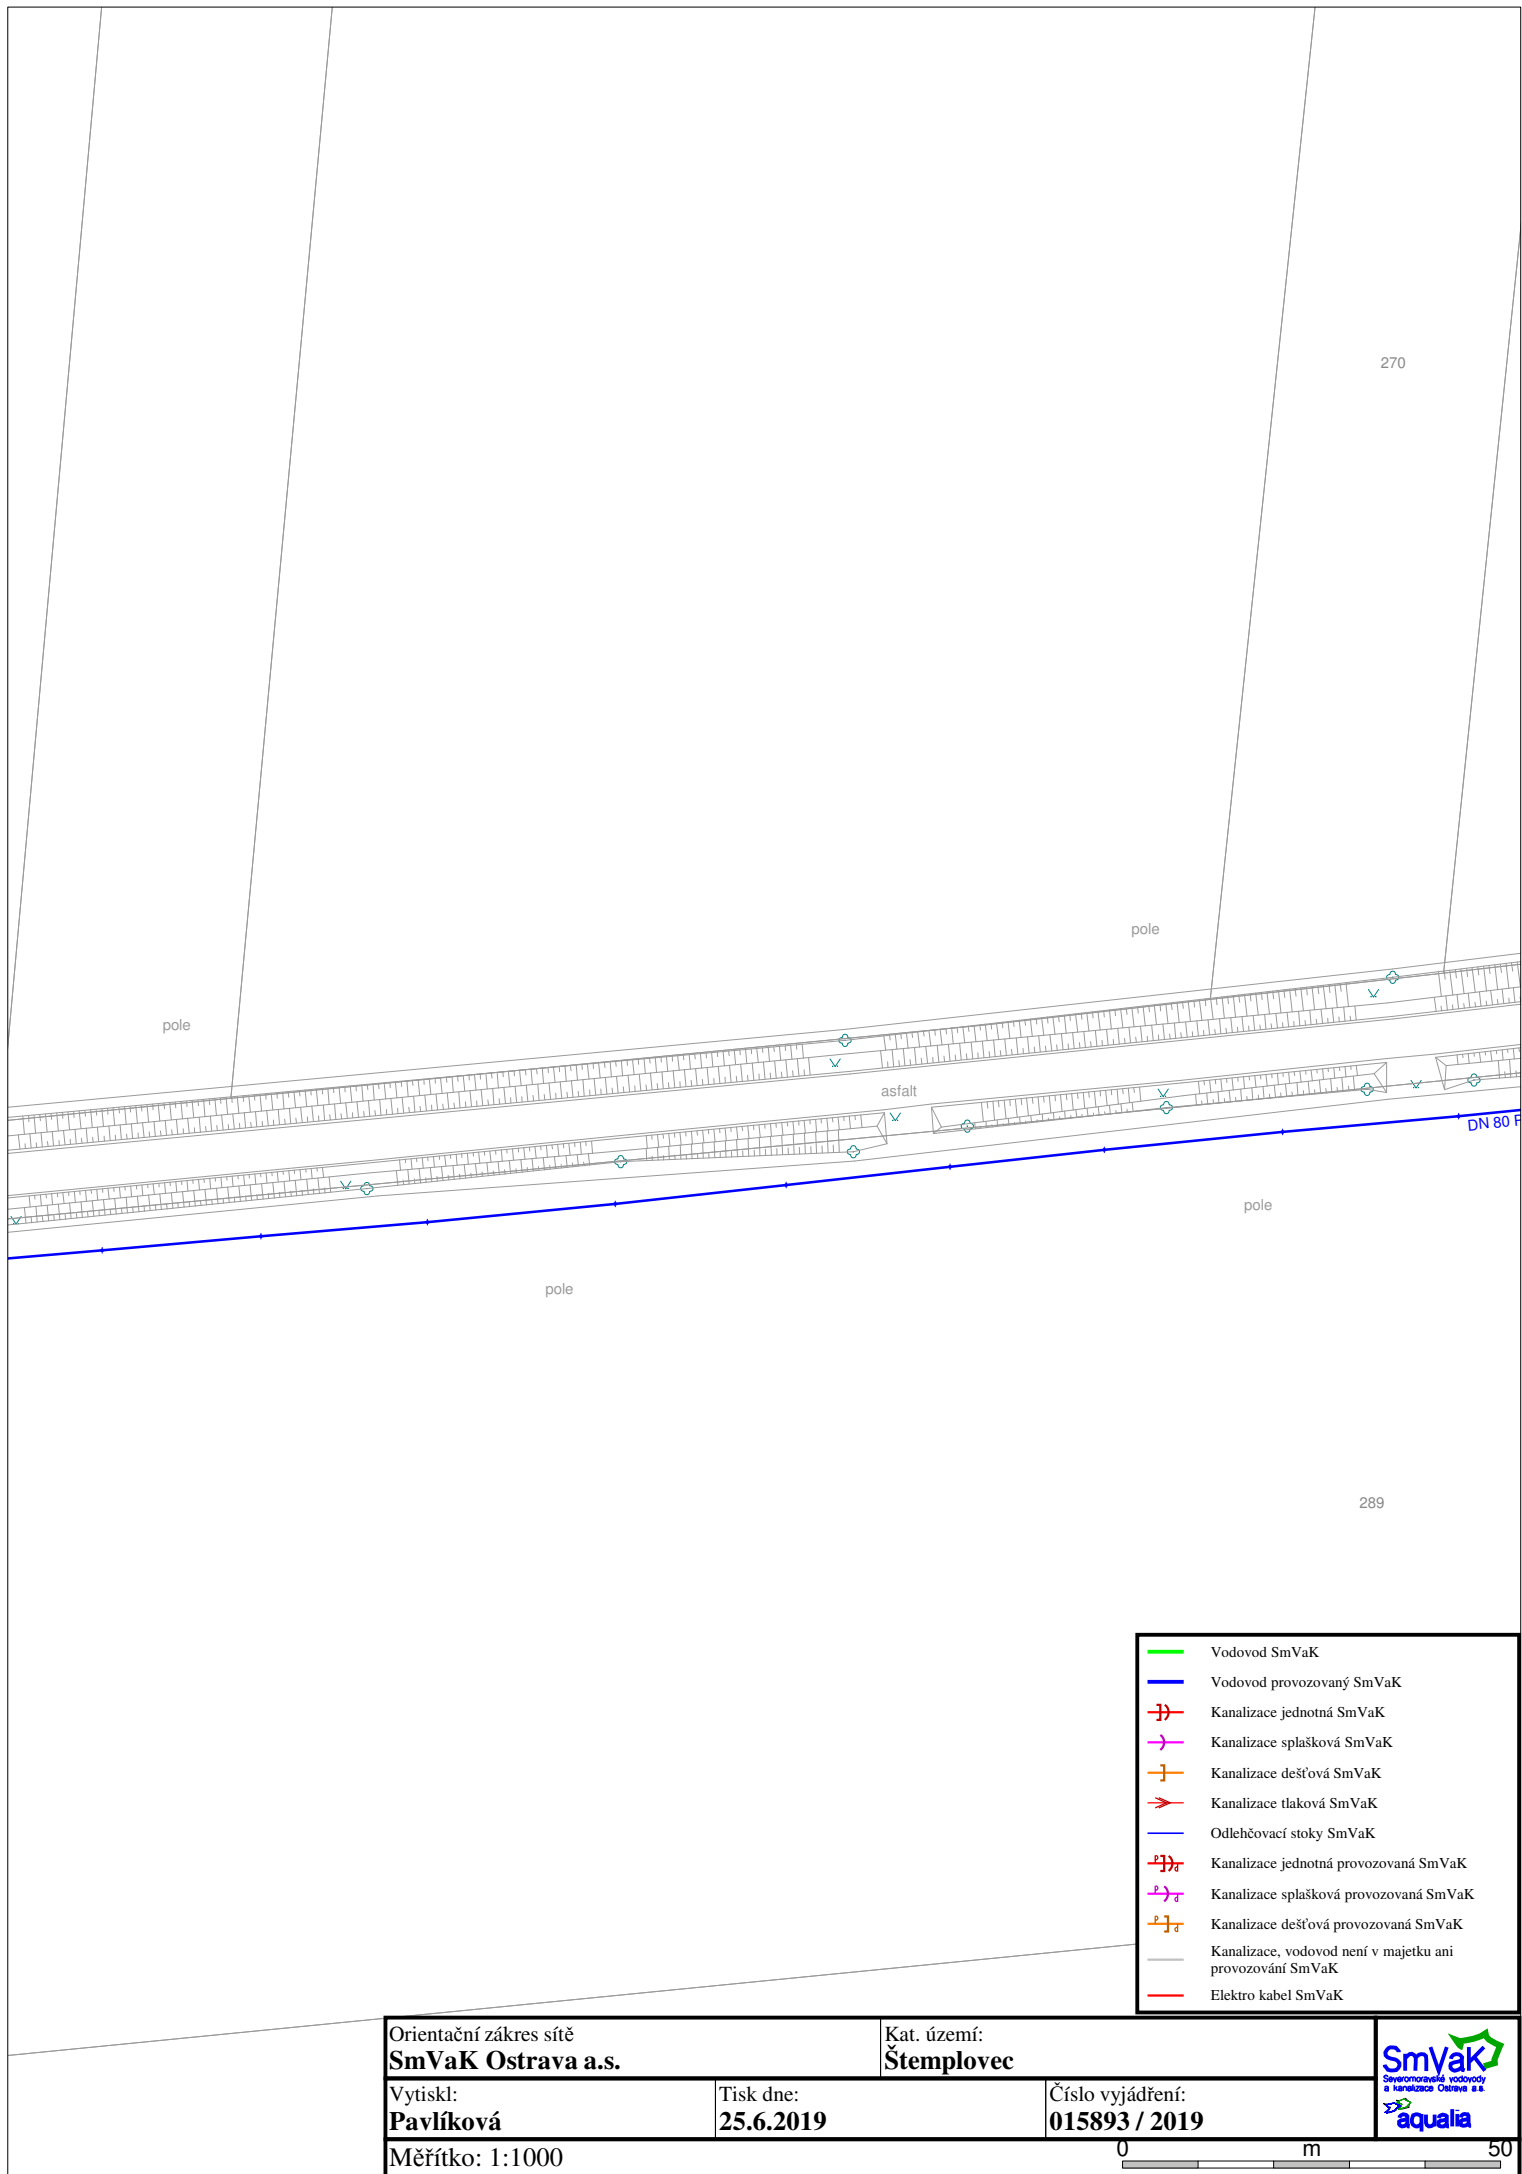 270
pole
pole
asfalt
DN 80
pole
pole
289
Vodovod SmVaK
Vodovod provozovaný SmVaK
Kanalizace jednotná SmVaK
Kanalizace splašková SmVaK
Kanalizace dešťová SmVaK
Kanalizace tlaková SmVaK
Odlehčovací stoky SmVaK
Kanalizace jednotná provozovaná SmVaK
Kanalizace splašková provozovaná SmVaK
Kanalizace dešťová provozovaná SmVaK
Kanalizace, vodovod není v majetku ani
provozování SmVaK
Elektro kabel SmVaK
Orientační zákres sítě
SmVaK Ostrava a.s.
Kat. území:
Štemplovec
Vytiskl:
Pavlíková
Tisk dne:
25.6.2019
Číslo vyjádření:
015893 / 2019
SmVaK
Severomoravské vodovody
a kanalizace Ostrava a.s.
aqualia
Měřítko: 1:1000
0 m 50